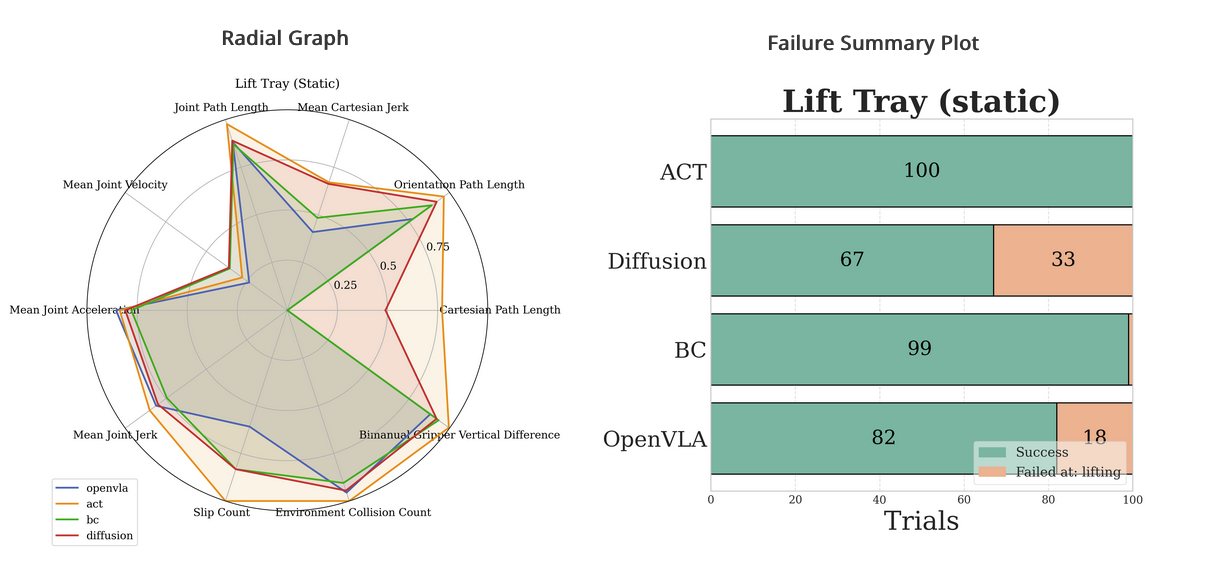 Radial Graph
Lift Tray (Static)
Joint Path Length
Mean Cartesian Jerk
Mean Joint Velocity
Orientation Path Length
0.75
0.5
0.25
Mean Joint Acceleration
Cartesian Path Length
Mean Joint Jerk
Bimanual Gripper Vertical Difference
Slip Count
Environment Collision Count
openvla
act
bc
diffusion
Failure Summary Plot
Lift Tray (static)
ACT
100
Diffusion
67
33
BC
99
OpenVLA
82
18
Success
Failed at: lifting
0 20 40 60 80 100
Trials